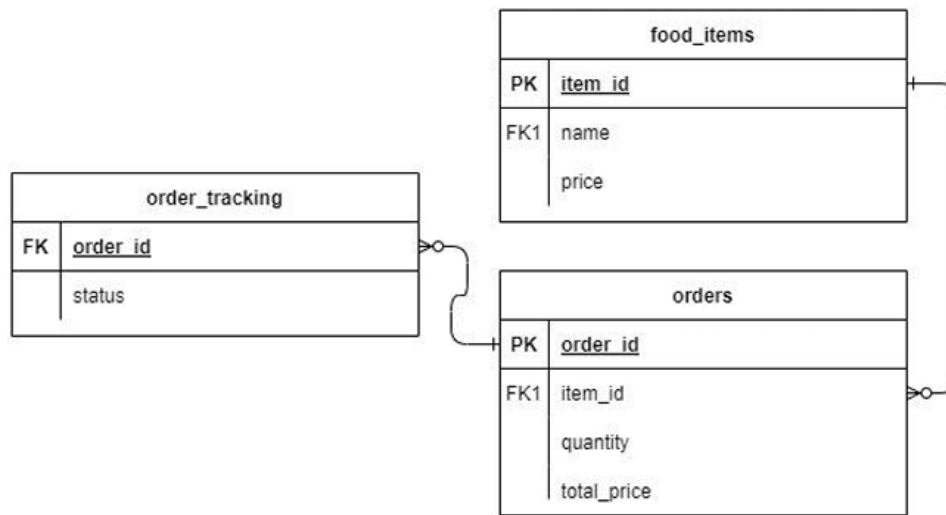 food_items
PK item_id
FK1 name
price
order_tracking
FK order_id
status
orders
PK order_id
FK1 item_id
quantity
total_price